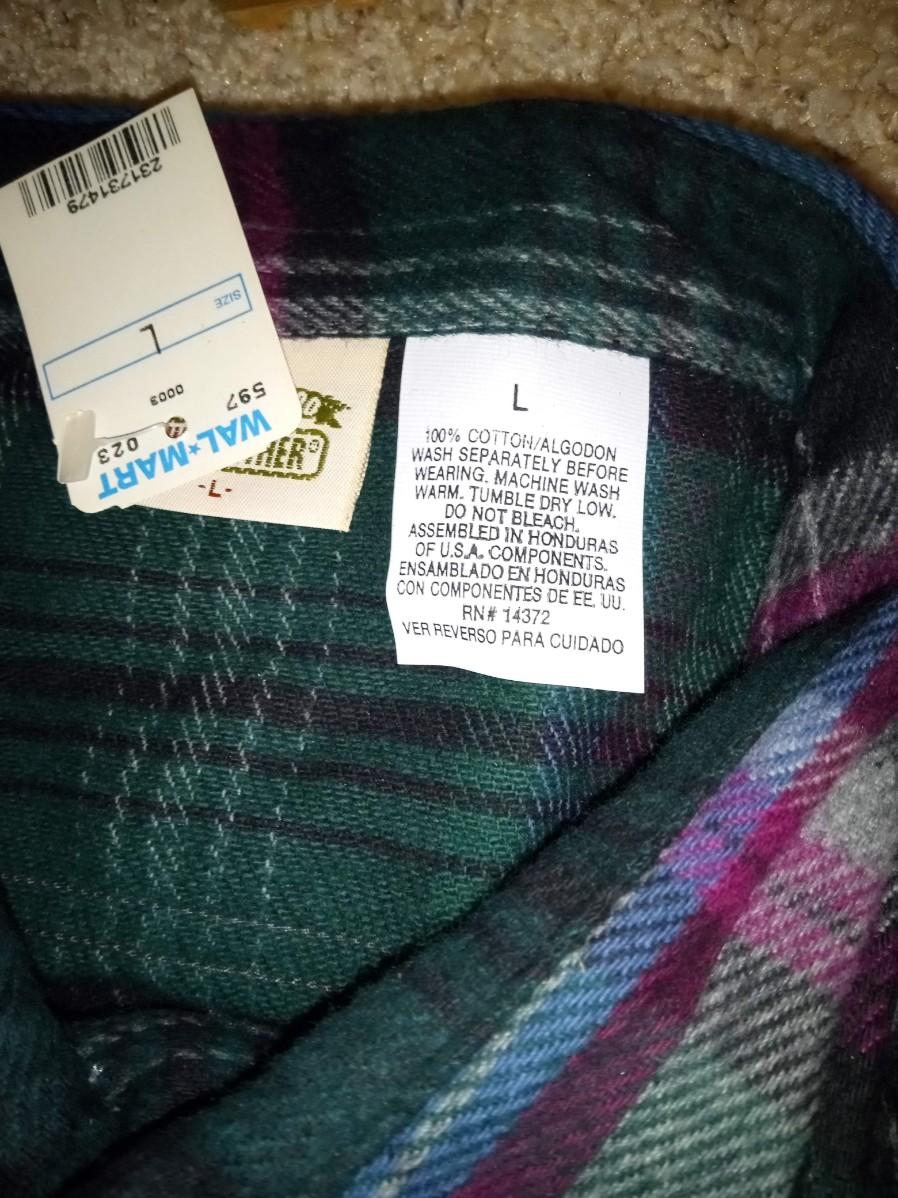 231731479
SIZE
L
0003
597
023
WAL★MART
-L-
L
100% COTTON/ALGODON
WASH SEPARATELY BEFORE
WEARING. MACHINE WASH
WARM. TUMBLE DRY LOW.
DO NOT BLEACH.
ASSEMBLED IN HONDURAS
OF U.S.A. COMPONENTS.
ENSAMBLADO EN HONDURAS
CON COMPONENTES DE EE. UU.
RN# 14372
VER REVERSO PARA CUIDADO